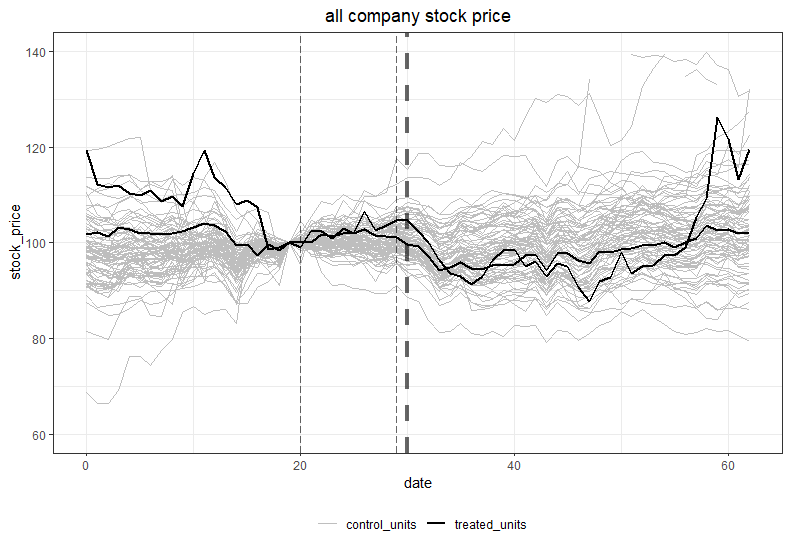 all company stock price
stock_price
140
120
100
80
60
0 20 40 60
date
control_units treated_units